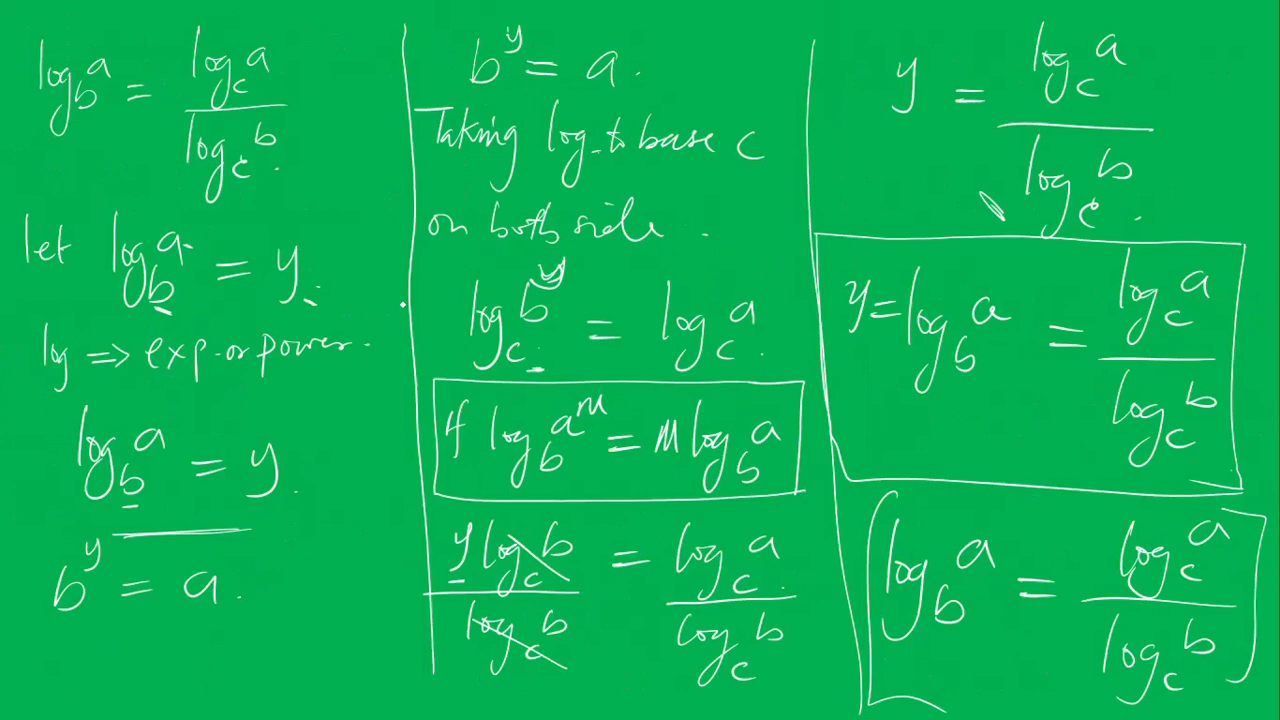 log_b a = log_c a / log_c b.
let log_b a = y.
log => exp. or power.
log_b a = y.
b^y = a.
b^y = a.
Taking log to base c
on both side.
log_c b^y = log_c a.
If log_b a^m = m log_b a
y log_c b / log_c b = log_c a / log_c b
y = log_c a / log_c b.
y = log_b a = log_c a / log_c b
log_b a = log_c a / log_c b